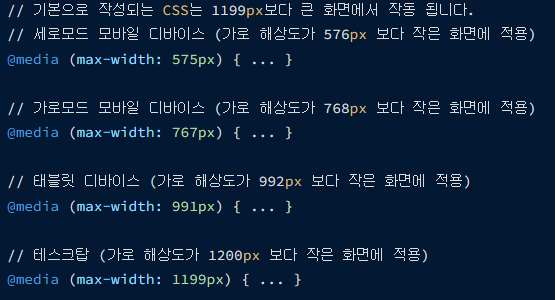 // 기본으로 작성되는 CSS는 1199px보다 큰 화면에서 작동 됩니다.
// 세로모드 모바일 디바이스 (가로 해상도가 576px 보다 작은 화면에 적용)
@media (max-width: 575px) { ... }
// 가로모드 모바일 디바이스 (가로 해상도가 768px 보다 작은 화면에 적용)
@media (max-width: 767px) { ... }
// 태블릿 디바이스 (가로 해상도가 992px 보다 작은 화면에 적용)
@media (max-width: 991px) { ... }
// 테스크탑 (가로 해상도가 1200px 보다 작은 화면에 적용)
@media (max-width: 1199px) { ... }